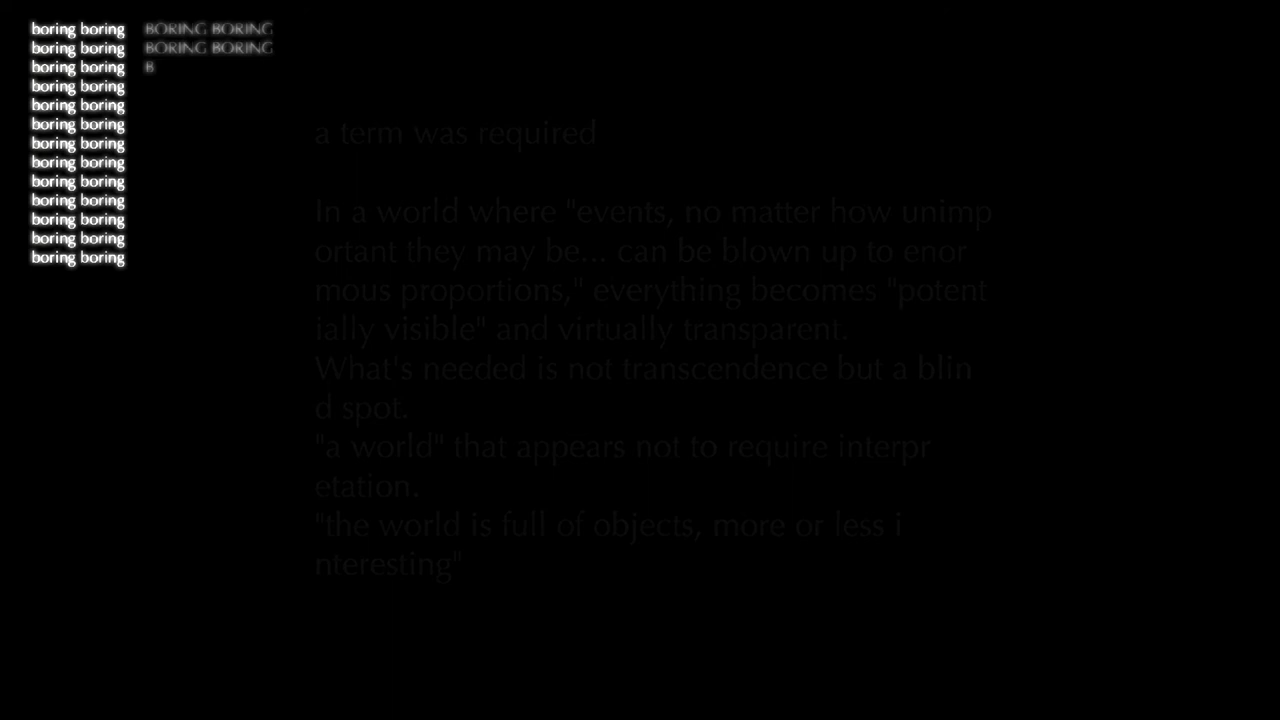 boring boring
boring boring
boring boring
boring boring
boring boring
boring boring
boring boring
boring boring
boring boring
boring boring
boring boring
boring boring
boring boring
BORING BORING
BORING BORING
B
a term was required
In a world where "events, no matter how unimp
ortant they may be... can be blown up to enor
mous proportions," everything becomes "potent
ially visible" and virtually transparent.
What's needed is not transcendence but a blin
d spot.
"a world" that appears not to require interpr
etation.
"the world is full of objects, more or less i
nteresting"